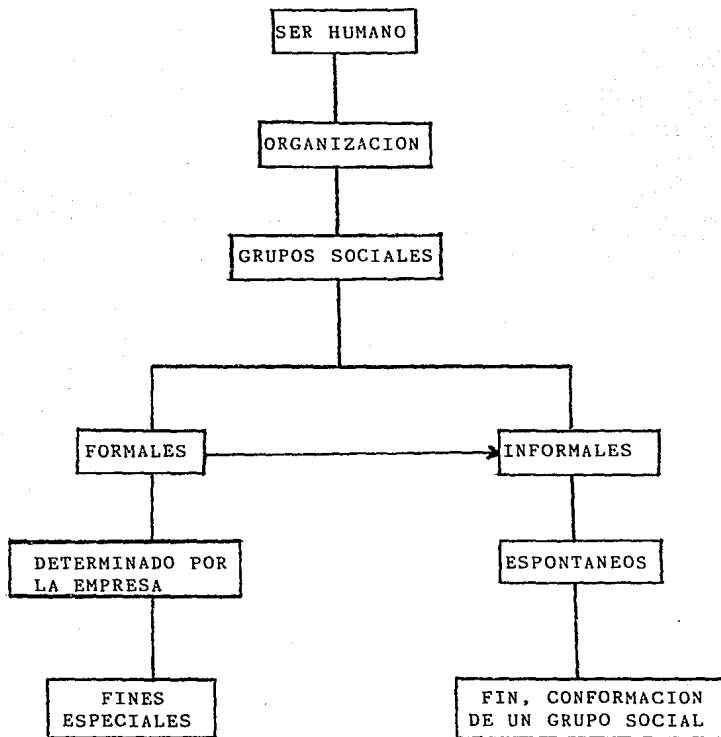 SER HUMANO
ORGANIZACION
GRUPOS SOCIALES
FORMALES
INFORMALES
DETERMINADO POR
LA EMPRESA
ESPONTANEOS
FINES
ESPECIALES
FIN, CONFORMACION
DE UN GRUPO SOCIAL